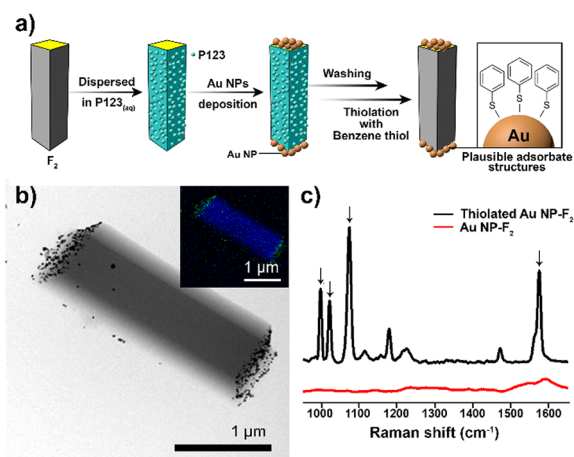 a)
P123
Dispersed
in P123(aq)
Au NPs
deposition
Washing
Thiolation
with
Benzene thiol
F2
Au NP
S
S
S
Au
Plausible adsorbate
structures
b)
1 µm
1 µm
c)
Thiolated Au NP-F2
Au NP-F2
1000 1100 1200 1300 1400 1500 1600
Raman shift (cm-1)